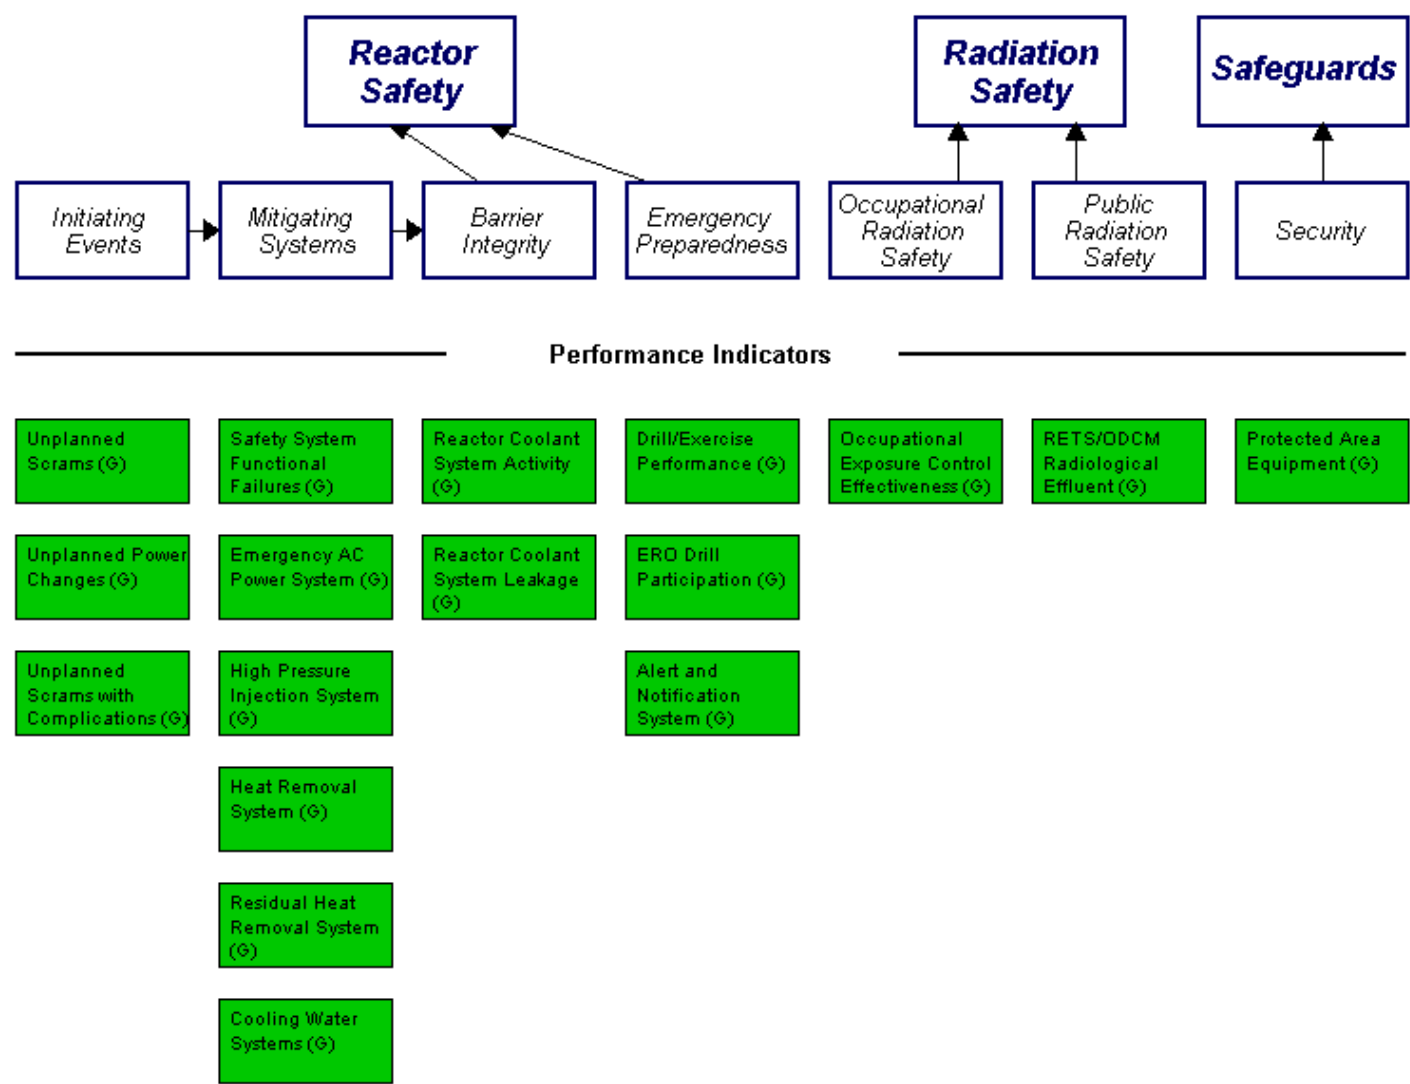 Reactor
Safety
Radiation
Safety
Safeguards
Initiating
Events
Mitigating
Systems
Barrier
Integrity
Emergency
Preparedness
Occupational
Radiation
Safety
Public
Radiation
Safety
Security
Performance Indicators
Unplanned
Scrams (G)
Safety System
Functional
Failures (G)
Reactor Coolant
System Activity
(G)
Drill/Exercise
Performance (G)
Occupational
Exposure Control
Effectiveness (G)
RETS/ODCM
Radiological
Effluent (G)
Protected Area
Equipment (G)
Unplanned Power
Changes (G)
Emergency AC
Power System (G)
Reactor Coolant
System Leakage
(G)
ERO Drill
Participation (G)
Unplanned
Scrams with
Complications (G)
High Pressure
Injection System
(G)
Alert and
Notification
System (G)
Heat Removal
System (G)
Residual Heat
Removal System
(G)
Cooling Water
Systems (G)